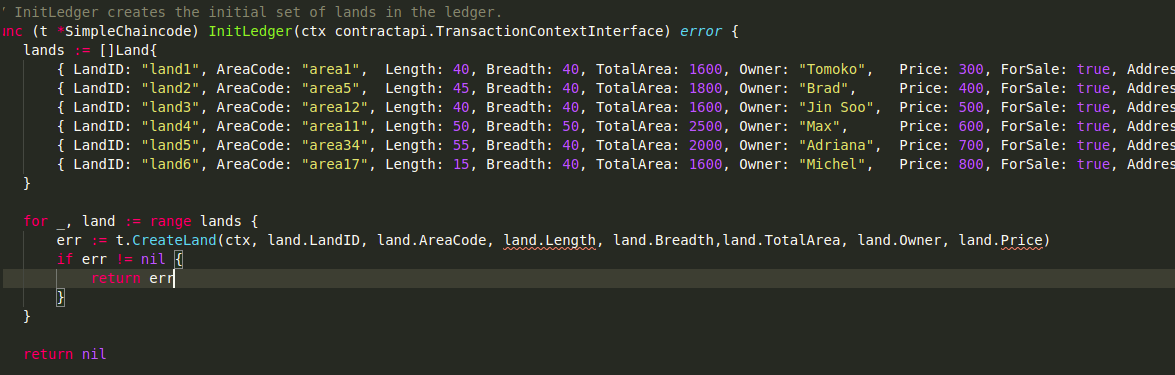 / InitLedger creates the initial set of lands in the ledger.
unc (t *SimpleChaincode) InitLedger(ctx contractapi.TransactionContextInterface) error {
lands := []Land{
{ LandID: "land1", AreaCode: "area1",  Length: 40, Breadth: 40, TotalArea: 1600, Owner: "Tomoko",   Price: 300, ForSale: true, Addres
{ LandID: "land2", AreaCode: "area5",  Length: 45, Breadth: 40, TotalArea: 1800, Owner: "Brad",     Price: 400, ForSale: true, Addres
{ LandID: "land3", AreaCode: "area12", Length: 40, Breadth: 40, TotalArea: 1600, Owner: "Jin Soo",  Price: 500, ForSale: true, Addres
{ LandID: "land4", AreaCode: "area11", Length: 50, Breadth: 50, TotalArea: 2500, Owner: "Max",      Price: 600, ForSale: true, Addres
{ LandID: "land5", AreaCode: "area34", Length: 55, Breadth: 40, TotalArea: 2000, Owner: "Adriana",  Price: 700, ForSale: true, Addres
{ LandID: "land6", AreaCode: "area17", Length: 15, Breadth: 40, TotalArea: 1600, Owner: "Michel",   Price: 800, ForSale: true, Addres
}
for _, land := range lands {
err := t.CreateLand(ctx, land.LandID, land.AreaCode, land.Length, land.Breadth,land.TotalArea, land.Owner, land.Price)
if err != nil {
return err
}
}
return nil